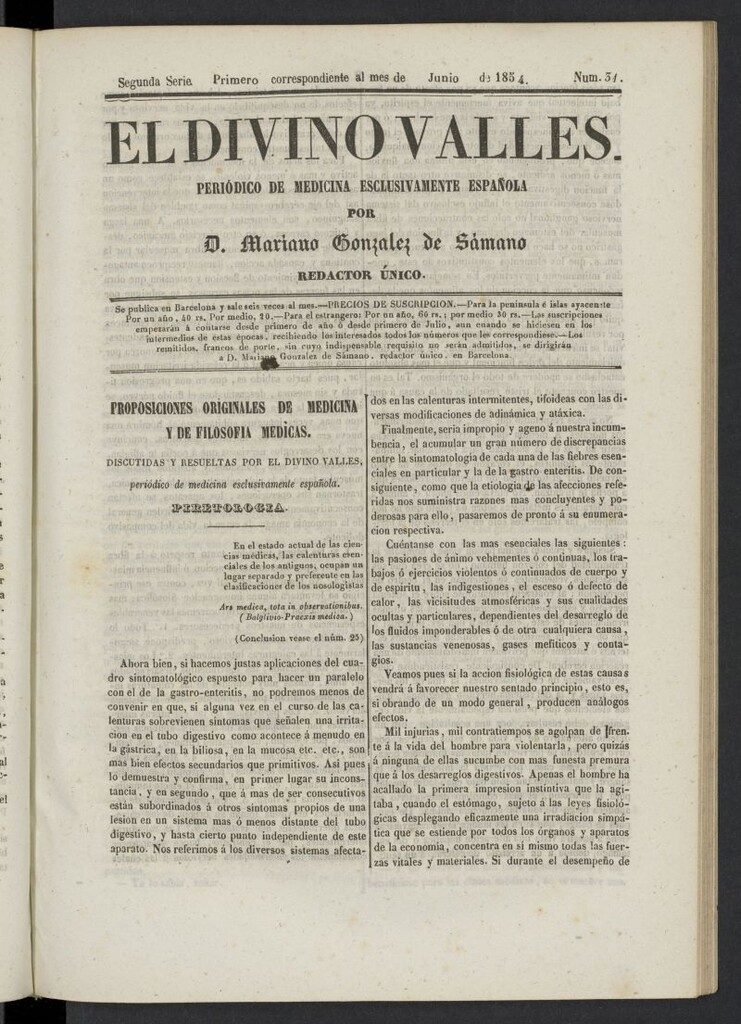 Segunda Serie. Primero correspondiente al mes de Junio de 1854. Num. 31.
EL DIVINO VALLES.
PERIÓDICO DE MEDICINA ESCLUSIVAMENTE ESPAÑOLA
POR
D. Mariano Gonzalez de Sámano
REDACTOR ÚNICO.
Se publica en Barcelona y sale seis veces al mes.—PRECIOS DE SUSCRIPCION.—Para la península é islas ayacentes
Por un año, 40 rs. Por medio, 20.—Para el estrangero: Por un año, 60 rs.; por medio 30 rs.—Las suscripciones
empezarán á contarse desde primero de año ó desde primero de Julio, aun cuando se hiciesen en los
intermedios de estas épocas, recibiendo los interesados todos los números que les correspondiese.—Los
remitidos, francos de porte, sin cuyo indispensable requisito no serán admitidos, se dirigirán
á D. Mariano Gonzalez de Sámano, redactor único, en Barcelona.
PROPOSICIONES ORIGINALES DE MEDICINA
Y DE FILOSOFIA MEDICAS.
DISCUTIDAS Y RESUELTAS POR EL DIVINO VALLES,
periódico de medicina esclusivamente española.
PIRETOLOGIA.
En el estado actual de las cien-
cias médicas, las calenturas esen-
ciales de los antiguos, ocupan un
lugar separado y preferente en las
clasificaciones de los nosologistas
Ars medica, tota in observationibus.
(Balglivio-Praexis medica.)
(Conclusion vease el núm. 25)
Ahora bien, si hacemos justas aplicaciones del cua-
dro sintomatológico espuesto para hacer un paralelo
con el de la gastro-enteritis, no podremos menos de
convenir en que, si alguna vez en el curso de las ca-
lenturas sobrevienen sintomas que señalen una irrita-
cion en el tubo digestivo como acontece á menudo en
la gástrica, en la biliosa, en la mucosa etc. etc., son
mas bien efectos secundarios que primitivos. Asi pues
lo demuestra y confirma, en primer lugar su incons-
tancia, y en segundo, que á mas de ser consecutivos
están subordinados á otros sintomas propios de una
lesion en un sistema mas ó menos distante del tubo
digestivo, y hasta cierto punto independiente de este
aparato. Nos referimos á los diversos sistemas afecta-
dos en las calenturas intermitentes, tifoideas con las di-
versas modificaciones de adinámica y atáxica.
Finalmente, seria impropio y ageno á nuestra incum-
bencia, el acumular un gran número de discrepancias
entre la sintomatologia de cada una de las fiebres esen-
ciales en particular y la de la gastro enteritis. De con-
siguiente, como que la etiologia de las afecciones refe-
ridas nos suministra razones mas concluyentes y po-
derosas para ello, pasaremos de pronto á su enumera-
cion respectiva.
Cuéntanse con las mas esenciales las siguientes:
las pasiones de ánimo vehementes ó continuas, los tra-
bajos ó ejercicios violentos ó continuados de cuerpo y
de espiritu, las indigestiones, el esceso ó defecto de
calor, las vicisitudes atmosféricas y sus cualidades
ocultas y particulares, dependientes del desarreglo de
los fluidos imponderables ó de otra cualquiera causa,
las sustancias venenosas, gases mefiticos y conta-
gios.
Veamos pues si la accion fisiológica de estas causas
vendrá á favorecer nuestro sentado principio, esto es,
si obrando de un modo general, producen análogos
efectos.
Mil injurias, mil contratiempos se agolpan de fren-
te á la vida del hombre para violentarla, pero quizás
á ninguna de ellas sucumbe con mas funesta premura
que á los desarreglos digestivos. Apenas el hombre ha
acallado la primera impresion instintiva que la agi-
taba, cuando el estómago, sujeto á las leyes fisioló-
gicas desplegando eficazmente una irradiacion simpá-
tica que se estiende por todos los órganos y aparatos
de la economia, concentra en si mismo todas las fuer-
zas vitales y materiales. Si durante el desempeño de